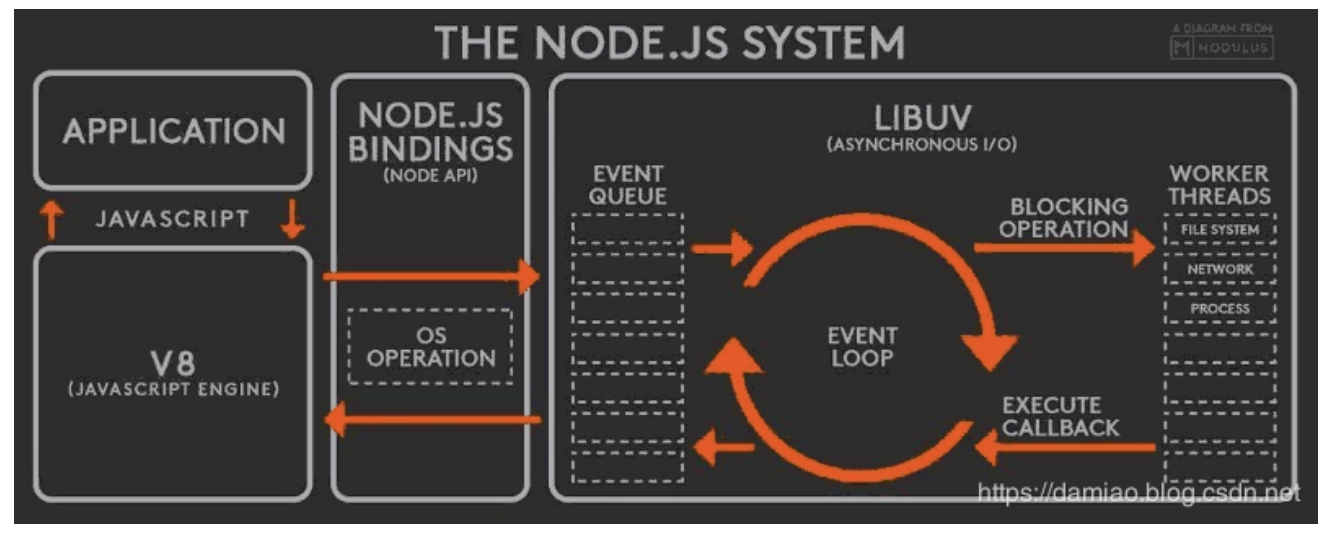 THE NODE.JS SYSTEM
A DIAGRAM FROM
MODULUS
APPLICATION
JAVASCRIPT
V8
(JAVASCRIPT ENGINE)
NODE.JS
BINDINGS
(NODE API)
OS
OPERATION
LIBUV
(ASYNCHRONOUS I/O)
EVENT
QUEUE
EVENT
LOOP
BLOCKING
OPERATION
EXECUTE
CALLBACK
WORKER
THREADS
FILE SYSTEM
NETWORK
PROCESS
https://damiao.blog.csdn.net